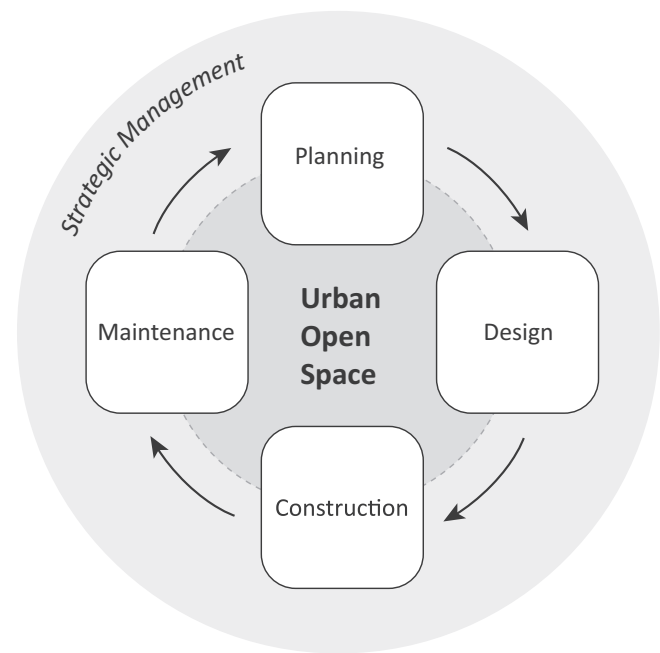 Strategic Management
Planning
Maintenance
Urban
Open
Space
Design
Construction